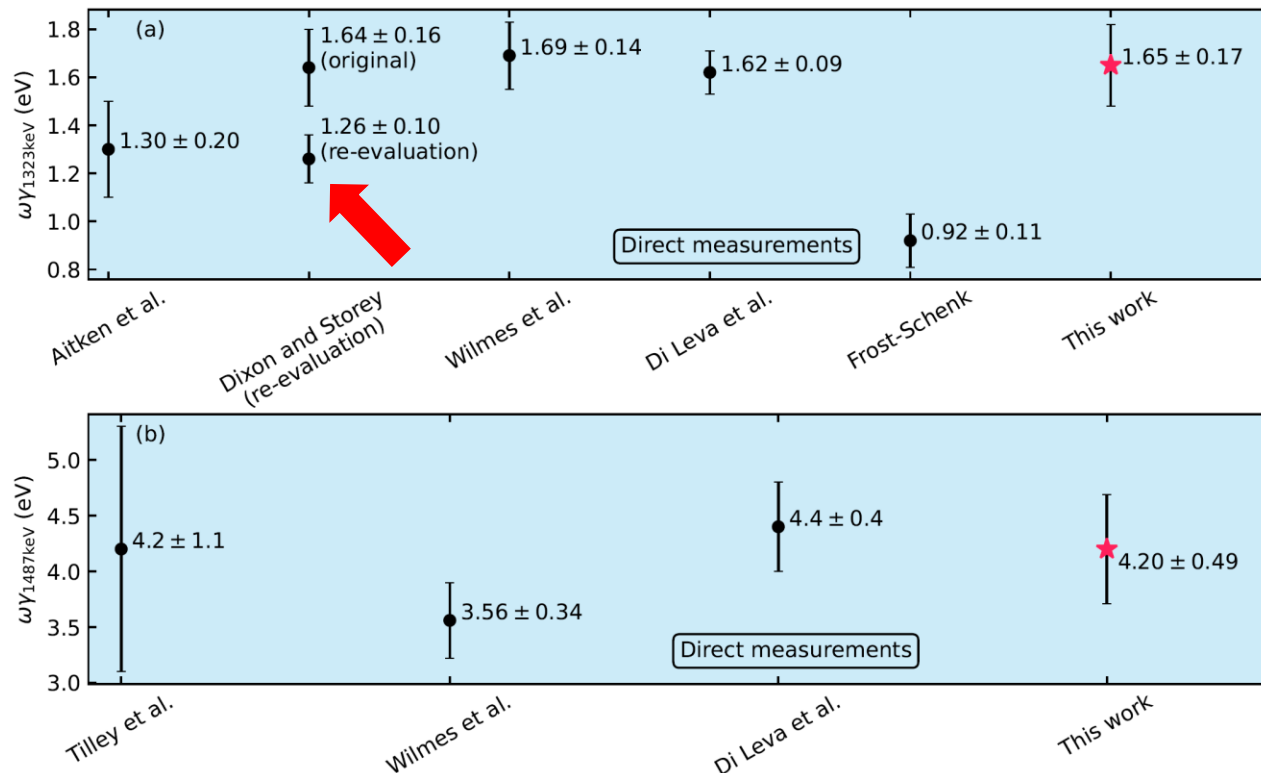 (a)
ωγ1323keV (eV)
1.8
1.6
1.4
1.2
1.0
0.8
1.30 ± 0.20
1.64 ± 0.16
(original)
1.26 ± 0.10
(re-evaluation)
1.69 ± 0.14
1.62 ± 0.09
0.92 ± 0.11
1.65 ± 0.17
Direct measurements
Aitken et al.
Dixon and Storey
(re-evaluation)
Wilmes et al.
Di Leva et al.
Frost-Schenk
This work
(b)
ωγ1487keV (eV)
5.0
4.5
4.0
3.5
3.0
4.2 ± 1.1
3.56 ± 0.34
4.4 ± 0.4
4.20 ± 0.49
Direct measurements
Tilley et al.
Wilmes et al.
Di Leva et al.
This work